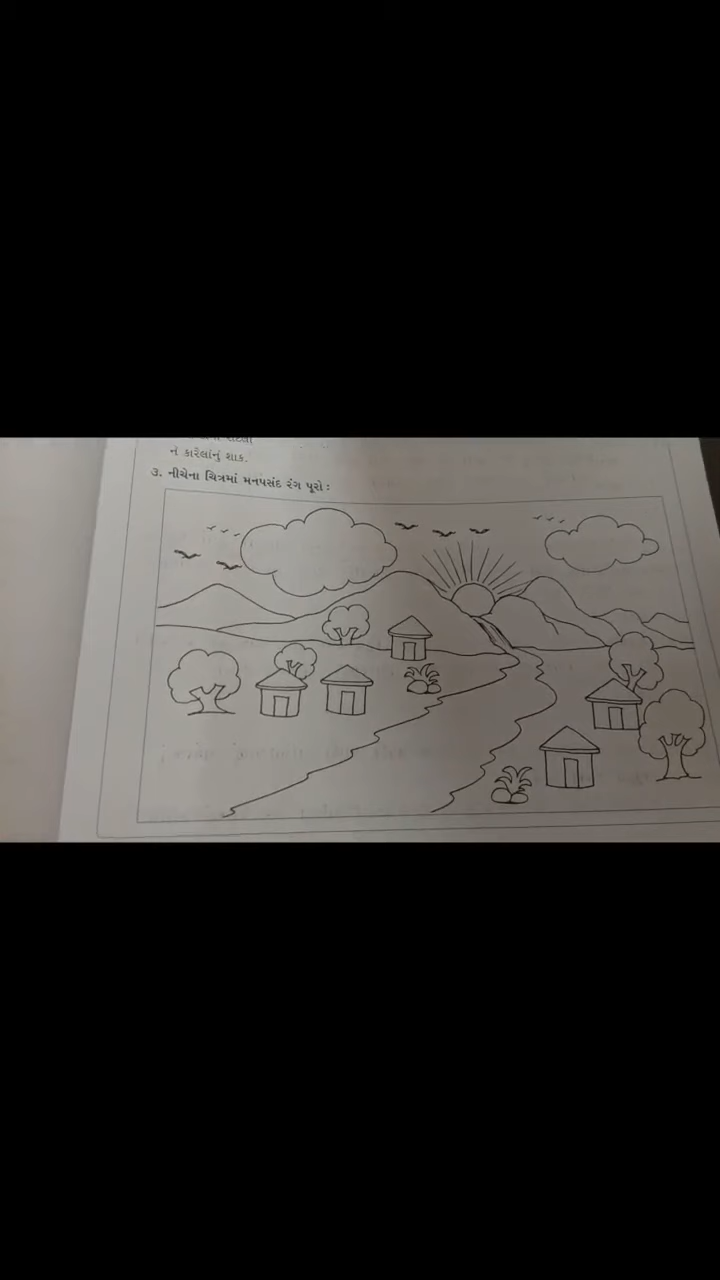 ને કારેલાંનું શાક.
૩. નીચેના ચિત્રમાં મનપસંદ રંગ પૂરો :